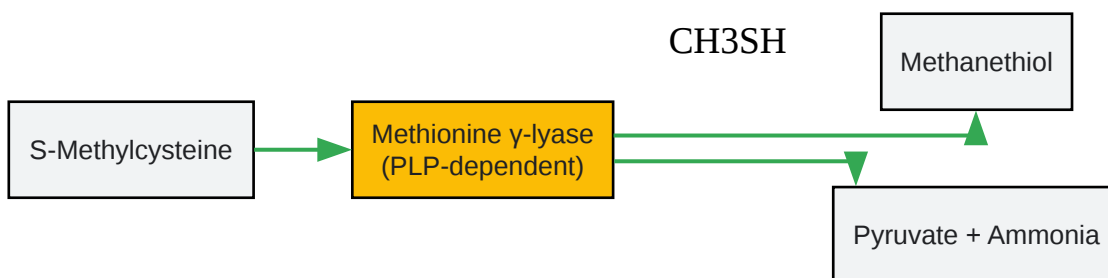 CH3SH
Methanethiol
S-Methylcysteine
Methionine γ-lyase
(PLP-dependent)
Pyruvate + Ammonia